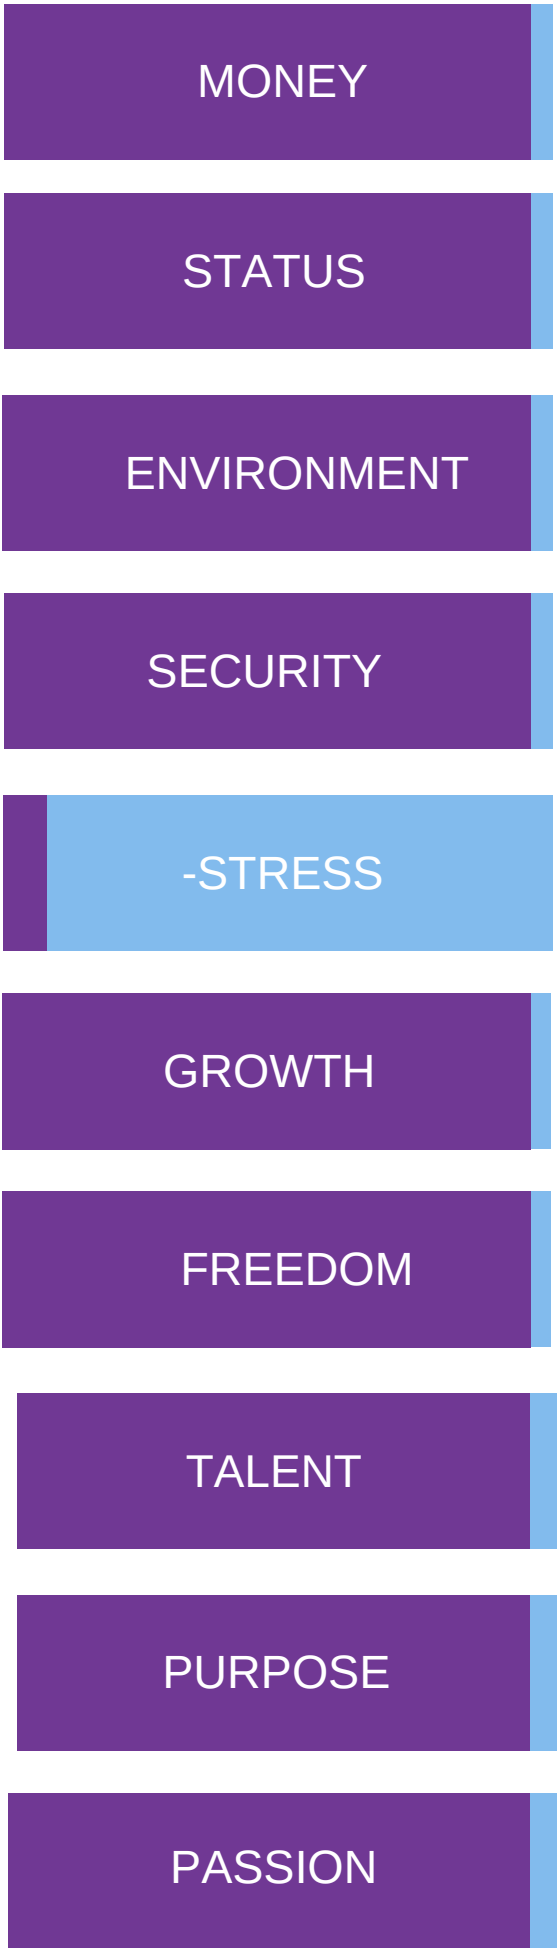 MONEY
STATUS
ENVIRONMENT
SECURITY
-STRESS
GROWTH
FREEDOM
TALENT
PURPOSE
PASSION